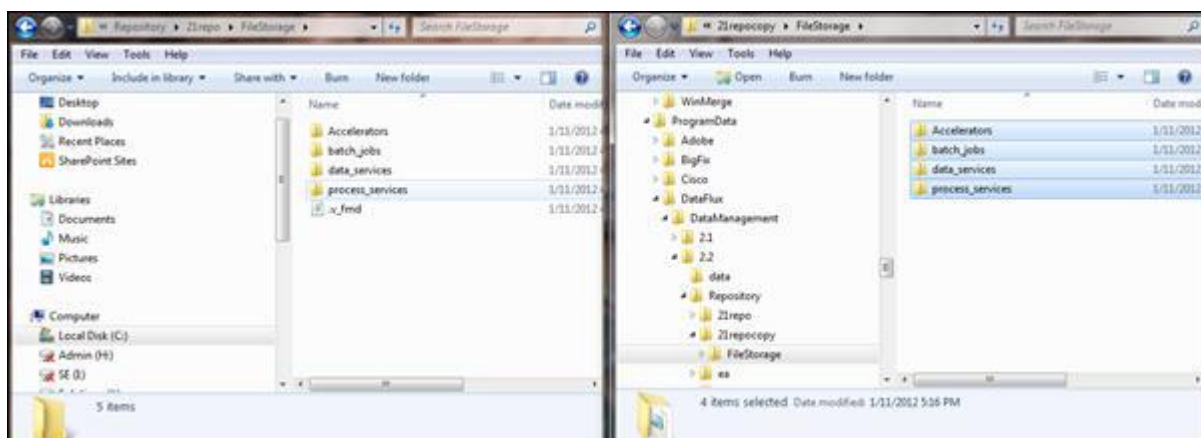 « Repository ▸ 21repo ▸ FileStorage ▸
Search FileStorage
File Edit View Tools Help
Organize Include in library Share with Burn New folder
Desktop
Downloads
Recent Places
SharePoint Sites
Libraries
Documents
Music
Pictures
Videos
Computer
Local Disk (C:)
Admin (H:)
SE (I:)
Name Date modi
Accelerators 1/11/2012
batch_jobs 1/11/2012
data_services 1/11/2012
process_services 1/11/2012
1/11/2012
5 items
« 21repocopy ▸ FileStorage ▸
Search FileStorage
File Edit View Tools Help
Organize Open Burn New folder
WinMerge
ProgramData
Adobe
BigFix
Cisco
DataFlux
DataManagement
2.1
2.2
data
Repository
21repo
21repocopy
FileStorage
ea
Name Date mod
Accelerators 1/11/2012
batch_jobs 1/11/2012
data_services 1/11/2012
process_services 1/11/2012
4 items selected Date modified: 1/11/2012 5:16 PM